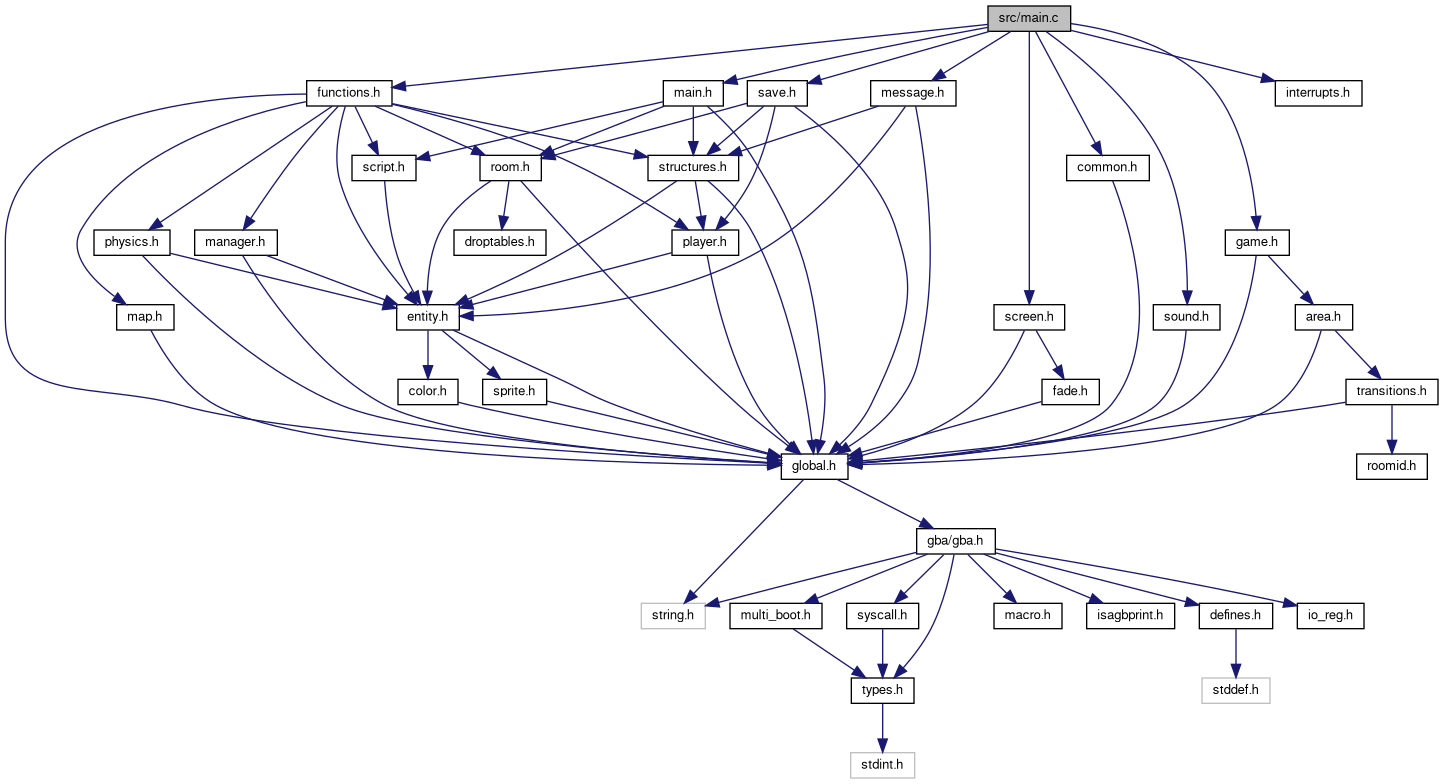 src/main.c
functions.h
main.h
save.h
message.h
interrupts.h
script.h
room.h
structures.h
common.h
physics.h
manager.h
droptables.h
player.h
game.h
map.h
entity.h
screen.h
sound.h
area.h
color.h
sprite.h
fade.h
transitions.h
global.h
roomid.h
gba/gba.h
string.h
multi_boot.h
syscall.h
macro.h
isagbprint.h
defines.h
io_reg.h
types.h
stddef.h
stdint.h